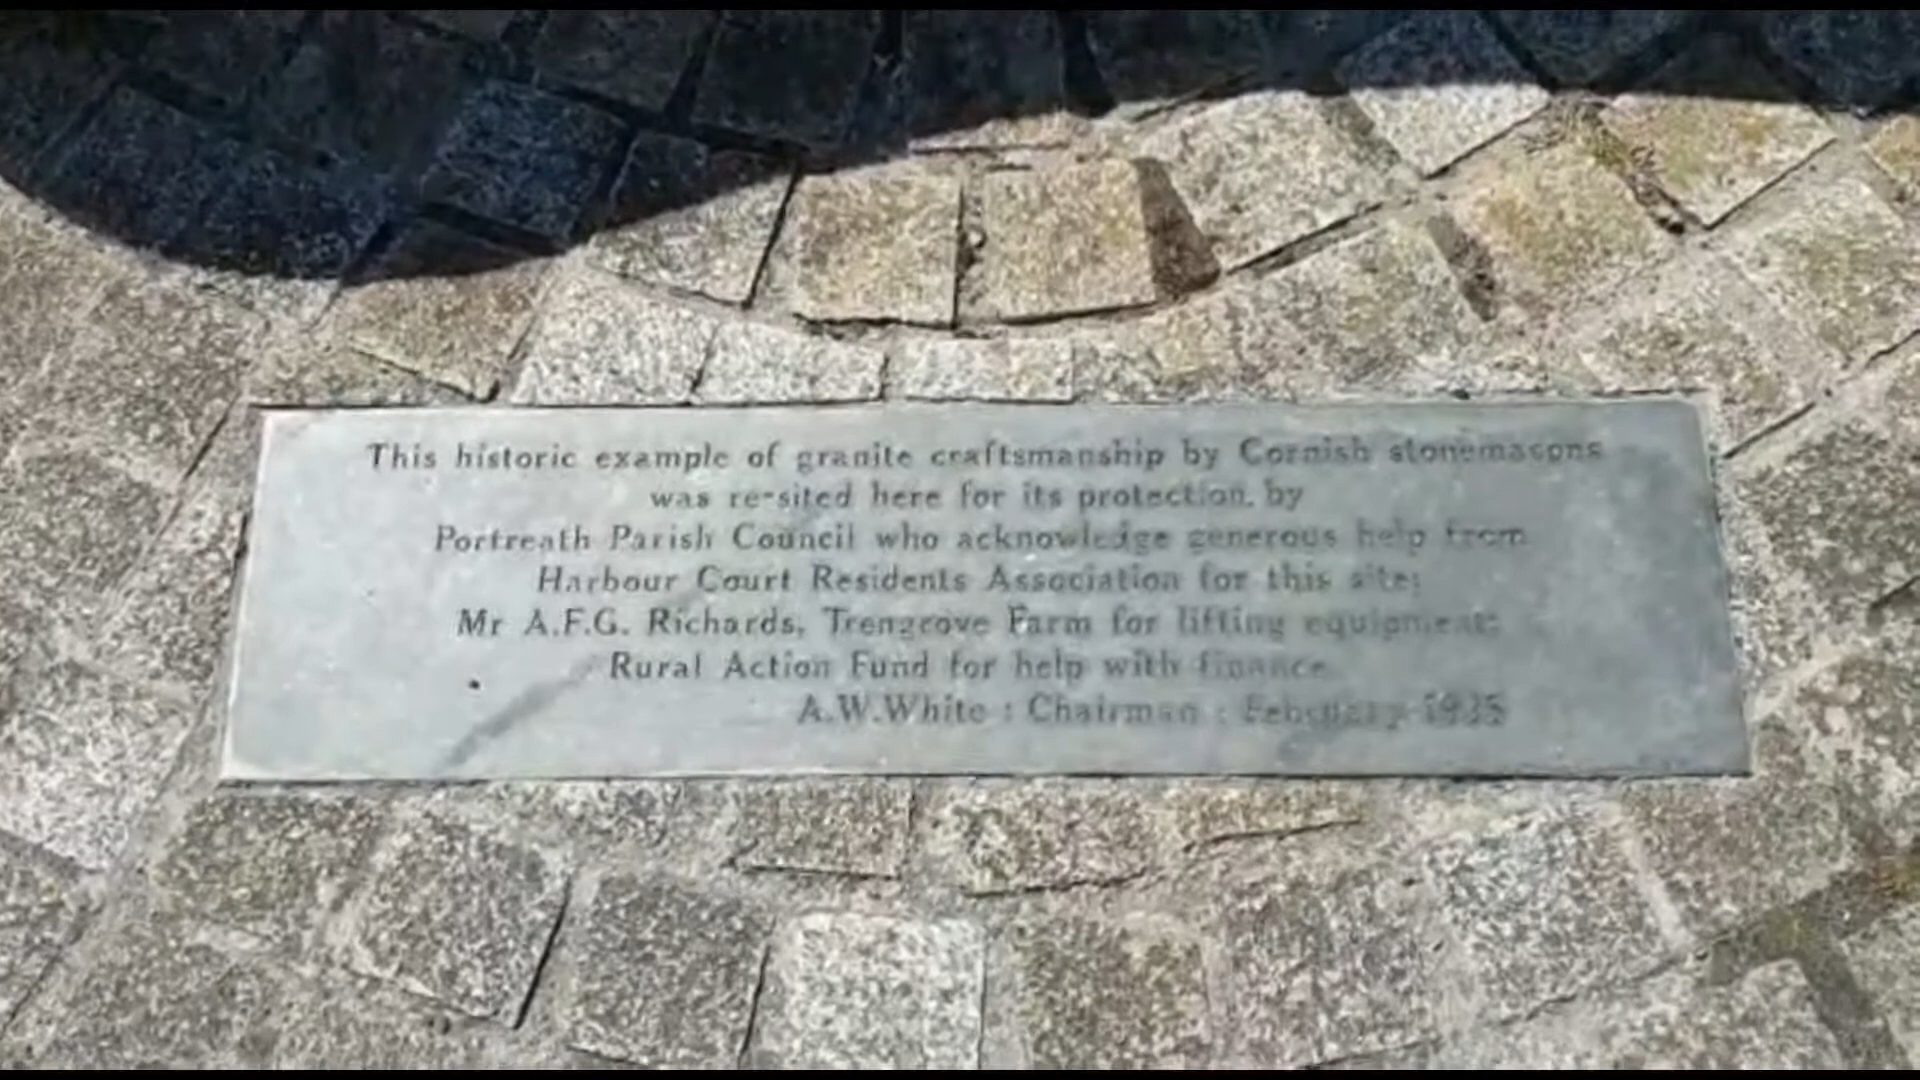 This historic example of granite craftsmanship by Cornish stonemasons
was re-sited here for its protection by
Portreath Parish Council who acknowledge generous help from
Harbour Court Residents Association for this site;
Mr A.F.G. Richards, Trengrove Farm for lifting equipment;
Rural Action Fund for help with finance
A.W.White : Chairman : February